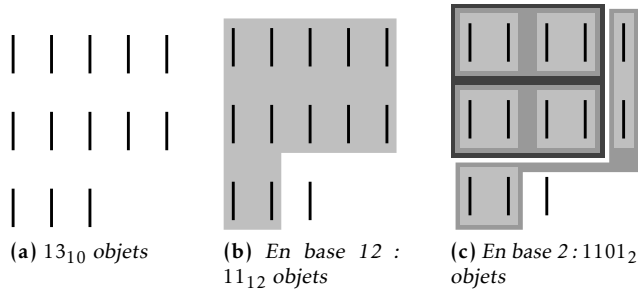 (a) 13₁₀ objets
(b) En base 12 :
11₁₂ objets
(c) En base 2 : 1101₂
objets